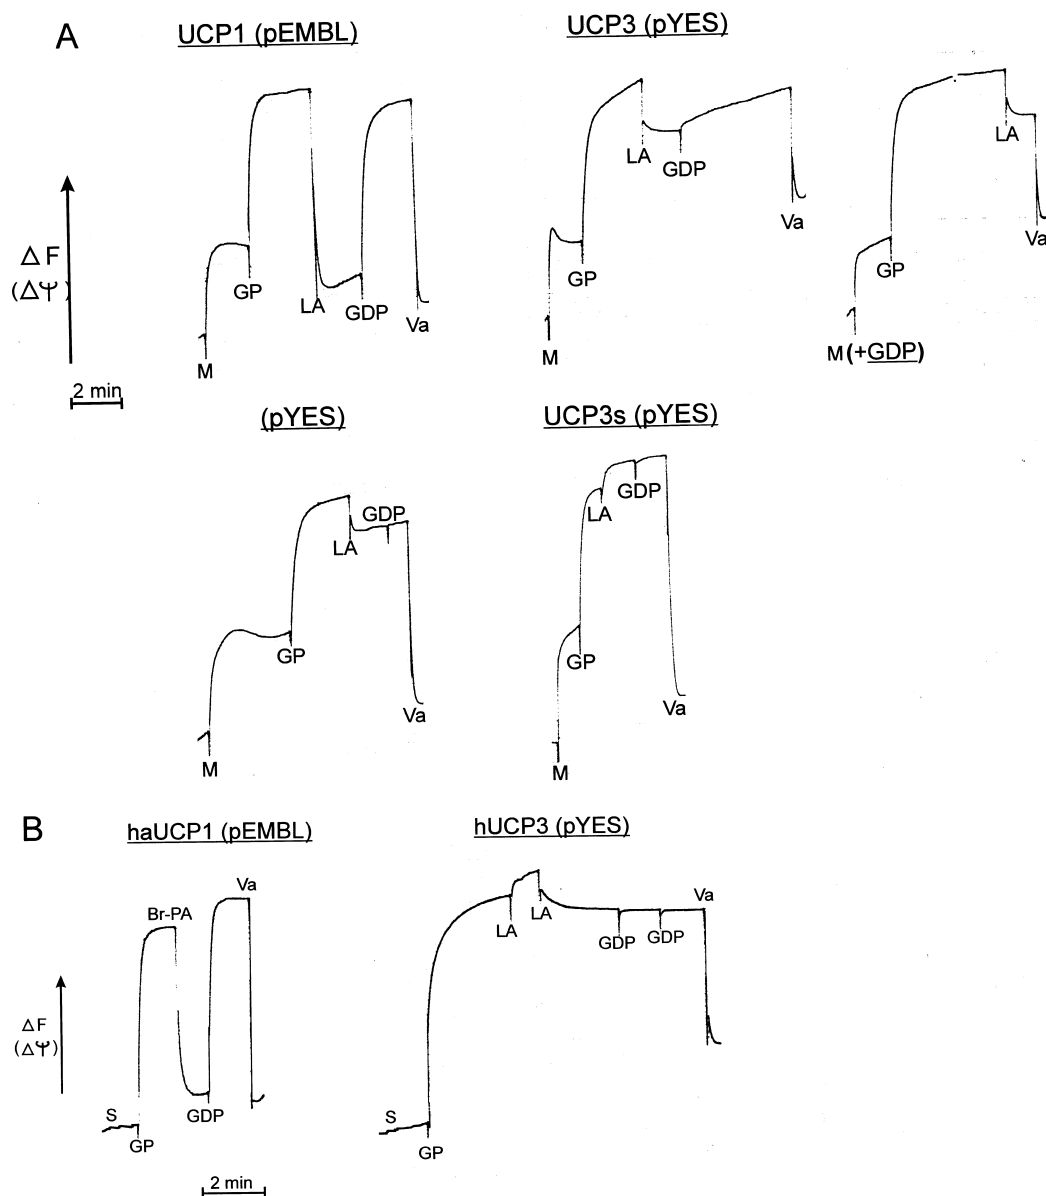 A
UCP1 (pEMBL)
UCP3 (pYES)
GP
LA
GDP
Va
M
GP
LA
GDP
Va
M
GP
LA
Va
M (+GDP)
Δ F
(ΔΨ)
2 min
(pYES)
UCP3s (pYES)
GP
LA
GDP
Va
M
GP
LA
GDP
Va
M
B
haUCP1 (pEMBL)
hUCP3 (pYES)
Δ F
(ΔΨ)
S
GP
Br-PA
GDP
Va
2 min
S
GP
LA
LA
GDP
GDP
Va